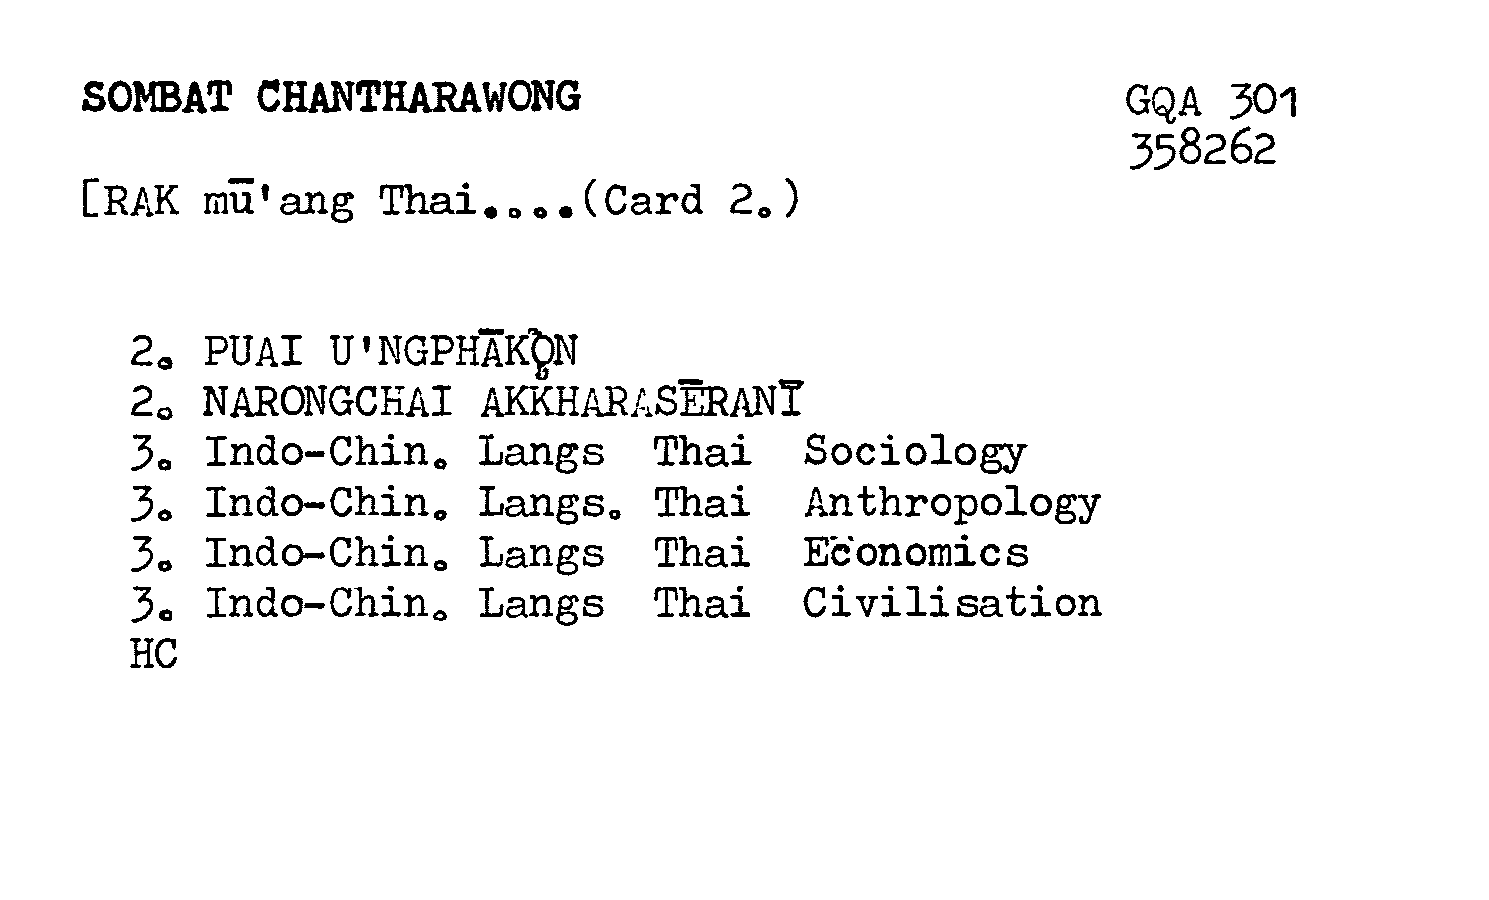 SOMBAT CHANTHARAWONG
GQA 301
358262
[RAK mū'ang Thai....(Card 2.)
2. PUAI U'NGPHĀKǪN
2. NARONGCHAI AKKHARASĒRANĪ
3. Indo-Chin. Langs Thai Sociology
3. Indo-Chin. Langs. Thai Anthropology
3. Indo-Chin. Langs Thai Economics
3. Indo-Chin. Langs Thai Civilisation
HC